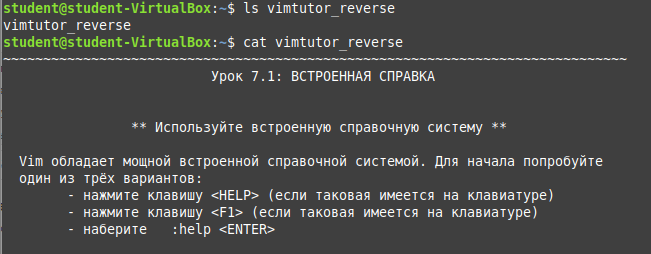 student@student-VirtualBox:~$ ls vimtutor_reverse
vimtutor_reverse
student@student-VirtualBox:~$ cat vimtutor_reverse
~~~~~~~~~~~~~~~~~~~~~~~~~~~~~~~~~~~~~~~~~~~~~~~~~~~~~~~~~~~~~~~~~~~~~~~~~~~~~~
Урок 7.1: ВСТРОЕННАЯ СПРАВКА
** Используйте встроенную справочную систему **
Vim обладает мощной встроенной справочной системой. Для начала попробуйте
один из трёх вариантов:
- нажмите клавишу <HELP> (если таковая имеется на клавиатуре)
- нажмите клавишу <F1> (если таковая имеется на клавиатуре)
- наберите   :help <ENTER>